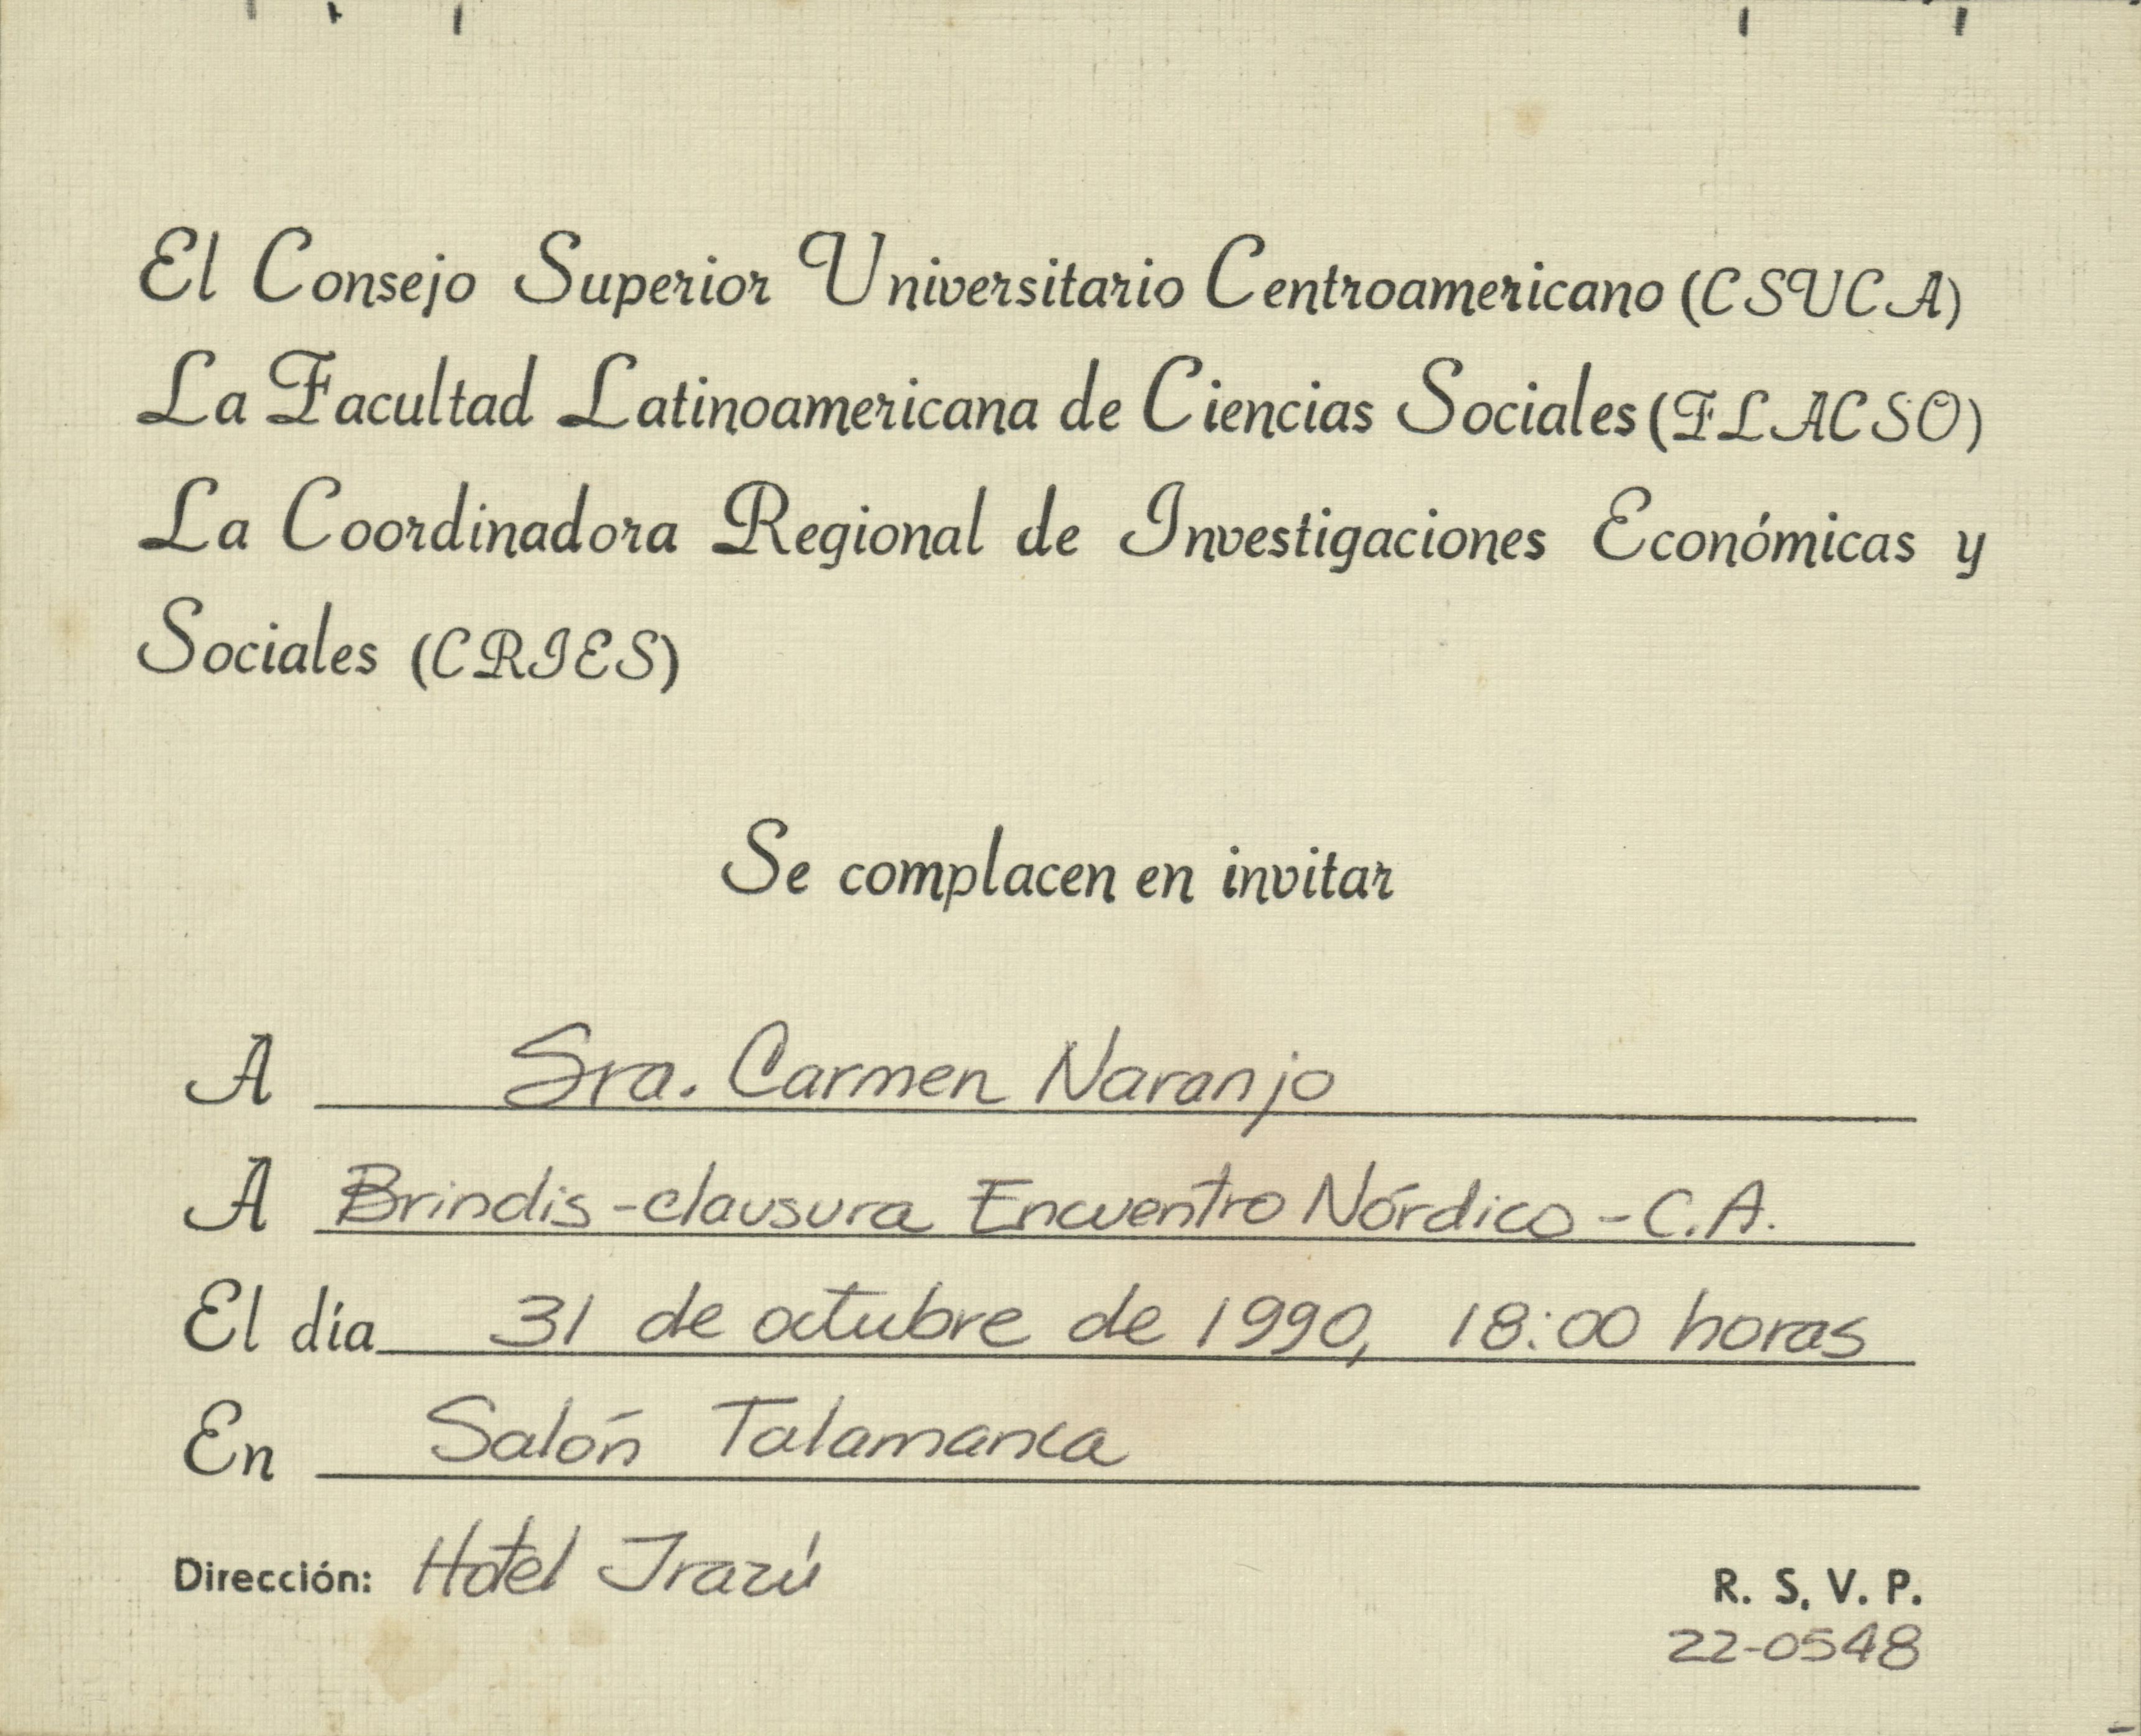 El Consejo Superior Universitario Centroamericano (CSUCA)
La Facultad Latinoamericana de Ciencias Sociales (FLACSO)
La Coordinadora Regional de Investigaciones Económicas y
Sociales (CRIES)
Se complacen en invitar
A Sra. Carmen Naranjo
A Brindis-clausura Encuentro Nórdico - C.A.
El día 31 de octubre de 1990, 18:00 horas
En Salón Talamanca
Dirección: Hotel Irazú
R. S. V. P.
22-0548